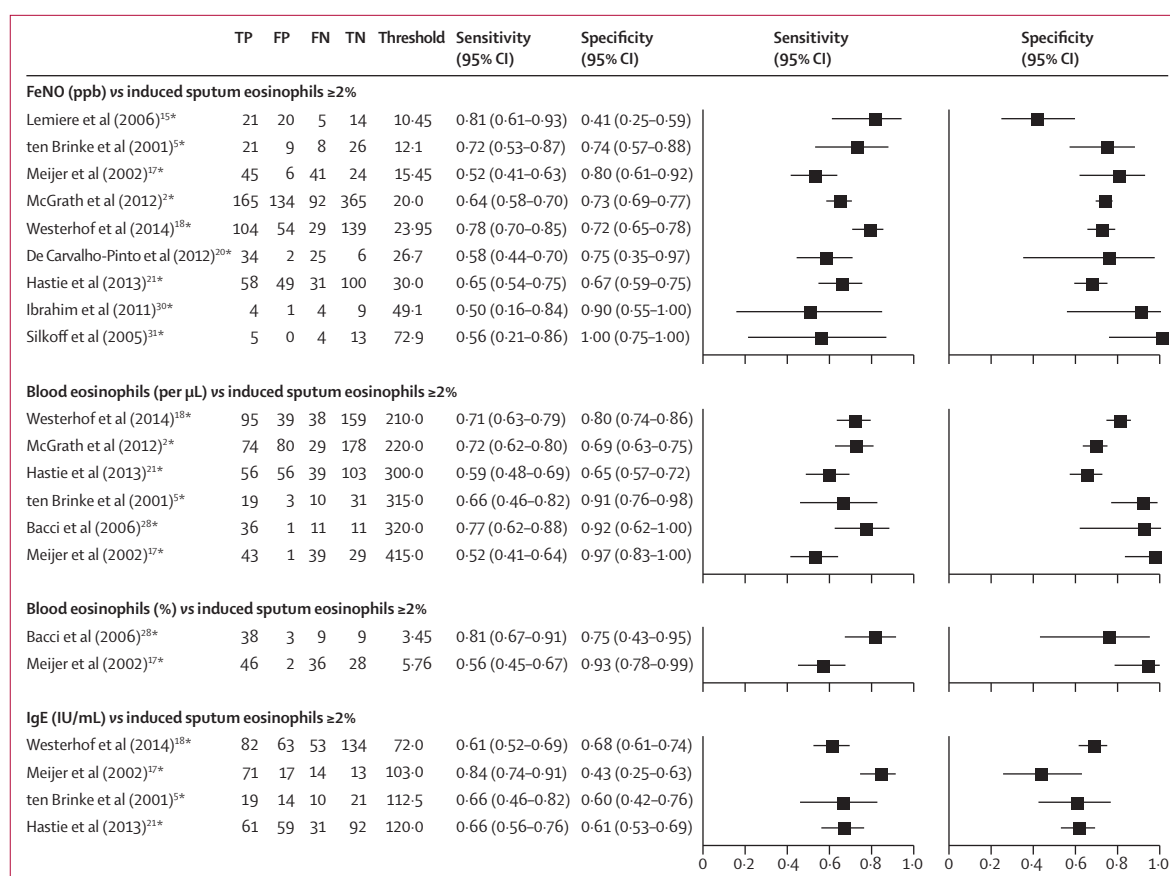 TP FP FN TN Threshold Sensitivity (95% CI) Specificity (95% CI) Sensitivity (95% CI) Specificity (95% CI)
FeNO (ppb) vs induced sputum eosinophils ≥2%
Lemiere et al (2006)15* 21 20 5 14 10·45 0·81 (0·61–0·93) 0·41 (0·25–0·59)
ten Brinke et al (2001)5* 21 9 8 26 12·1 0·72 (0·53–0·87) 0·74 (0·57–0·88)
Meijer et al (2002)17* 45 6 41 24 15·45 0·52 (0·41–0·63) 0·80 (0·61–0·92)
McGrath et al (2012)2* 165 134 92 365 20·0 0·64 (0·58–0·70) 0·73 (0·69–0·77)
Westerhof et al (2014)18* 104 54 29 139 23·95 0·78 (0·70–0·85) 0·72 (0·65–0·78)
De Carvalho-Pinto et al (2012)20* 34 2 25 6 26·7 0·58 (0·44–0·70) 0·75 (0·35–0·97)
Hastie et al (2013)21* 58 49 31 100 30·0 0·65 (0·54–0·75) 0·67 (0·59–0·75)
Ibrahim et al (2011)30* 4 1 4 9 49·1 0·50 (0·16–0·84) 0·90 (0·55–1·00)
Silkoff et al (2005)31* 5 0 4 13 72·9 0·56 (0·21–0·86) 1·00 (0·75–1·00)
Blood eosinophils (per µL) vs induced sputum eosinophils ≥2%
Westerhof et al (2014)18* 95 39 38 159 210·0 0·71 (0·63–0·79) 0·80 (0·74–0·86)
McGrath et al (2012)2* 74 80 29 178 220·0 0·72 (0·62–0·80) 0·69 (0·63–0·75)
Hastie et al (2013)21* 56 56 39 103 300·0 0·59 (0·48–0·69) 0·65 (0·57–0·72)
ten Brinke et al (2001)5* 19 3 10 31 315·0 0·66 (0·46–0·82) 0·91 (0·76–0·98)
Bacci et al (2006)28* 36 1 11 11 320·0 0·77 (0·62–0·88) 0·92 (0·62–1·00)
Meijer et al (2002)17* 43 1 39 29 415·0 0·52 (0·41–0·64) 0·97 (0·83–1·00)
Blood eosinophils (%) vs induced sputum eosinophils ≥2%
Bacci et al (2006)28* 38 3 9 9 3·45 0·81 (0·67–0·91) 0·75 (0·43–0·95)
Meijer et al (2002)17* 46 2 36 28 5·76 0·56 (0·45–0·67) 0·93 (0·78–0·99)
IgE (IU/mL) vs induced sputum eosinophils ≥2%
Westerhof et al (2014)18* 82 63 53 134 72·0 0·61 (0·52–0·69) 0·68 (0·61–0·74)
Meijer et al (2002)17* 71 17 14 13 103·0 0·84 (0·74–0·91) 0·43 (0·25–0·63)
ten Brinke et al (2001)5* 19 14 10 21 112·5 0·66 (0·46–0·82) 0·60 (0·42–0·76)
Hastie et al (2013)21* 61 59 31 92 120·0 0·66 (0·56–0·76) 0·61 (0·53–0·69)
0 0·2 0·4 0·6 0·8 1·0 0 0·2 0·4 0·6 0·8 1·0